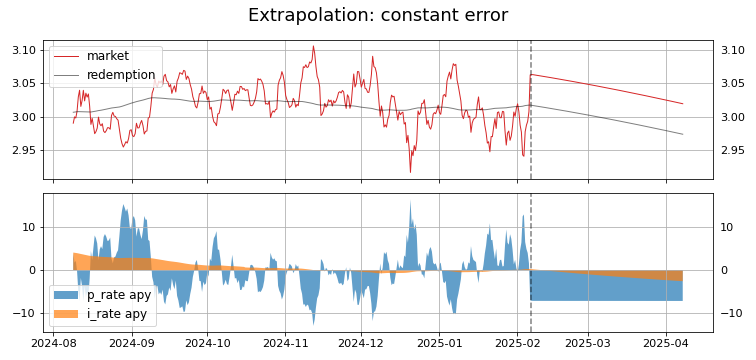 Extrapolation: constant error
market
redemption
3.10 3.10
3.05 3.05
3.00 3.00
2.95 2.95
10 10
0 0
−10 −10
p_rate apy
i_rate apy
2024-08 2024-09 2024-10 2024-11 2024-12 2025-01 2025-02 2025-03 2025-04